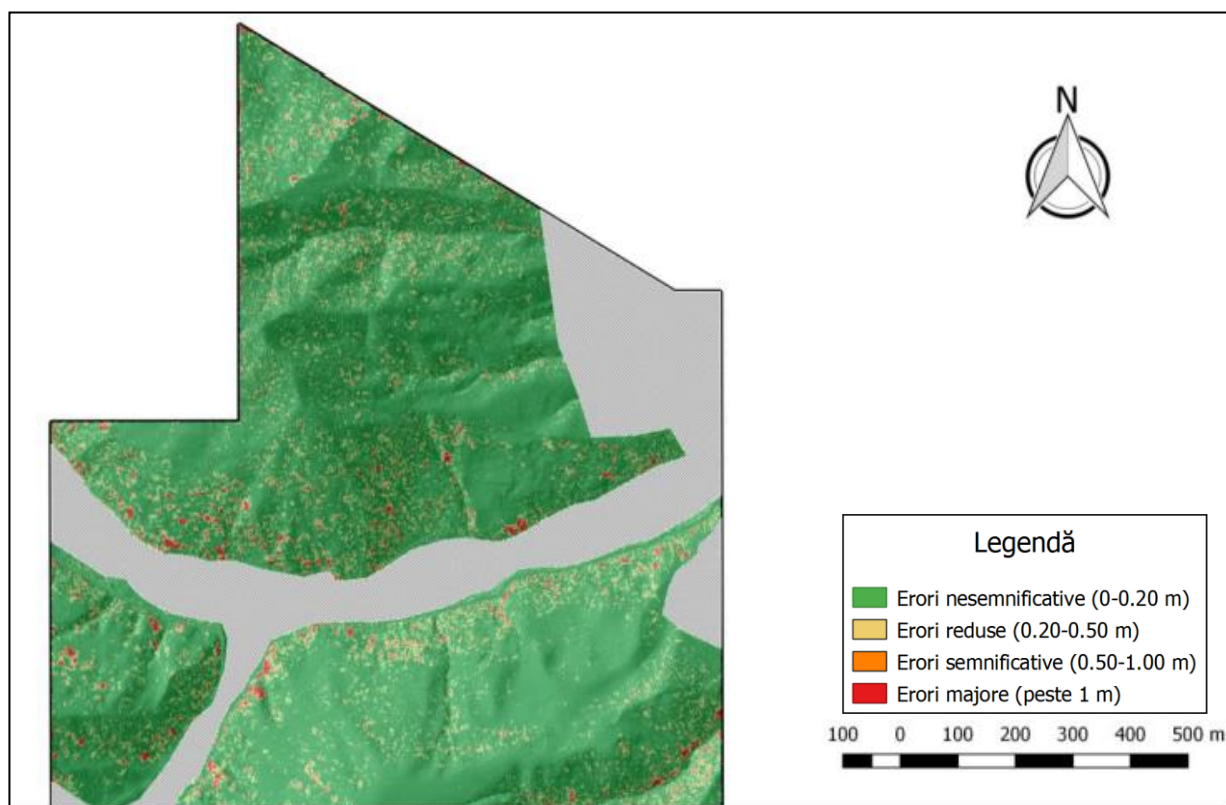 N
Legendă
Erori nesemnificative (0-0.20 m)
Erori reduse (0.20-0.50 m)
Erori semnificative (0.50-1.00 m)
Erori majore (peste 1 m)
100 0 100 200 300 400 500 m